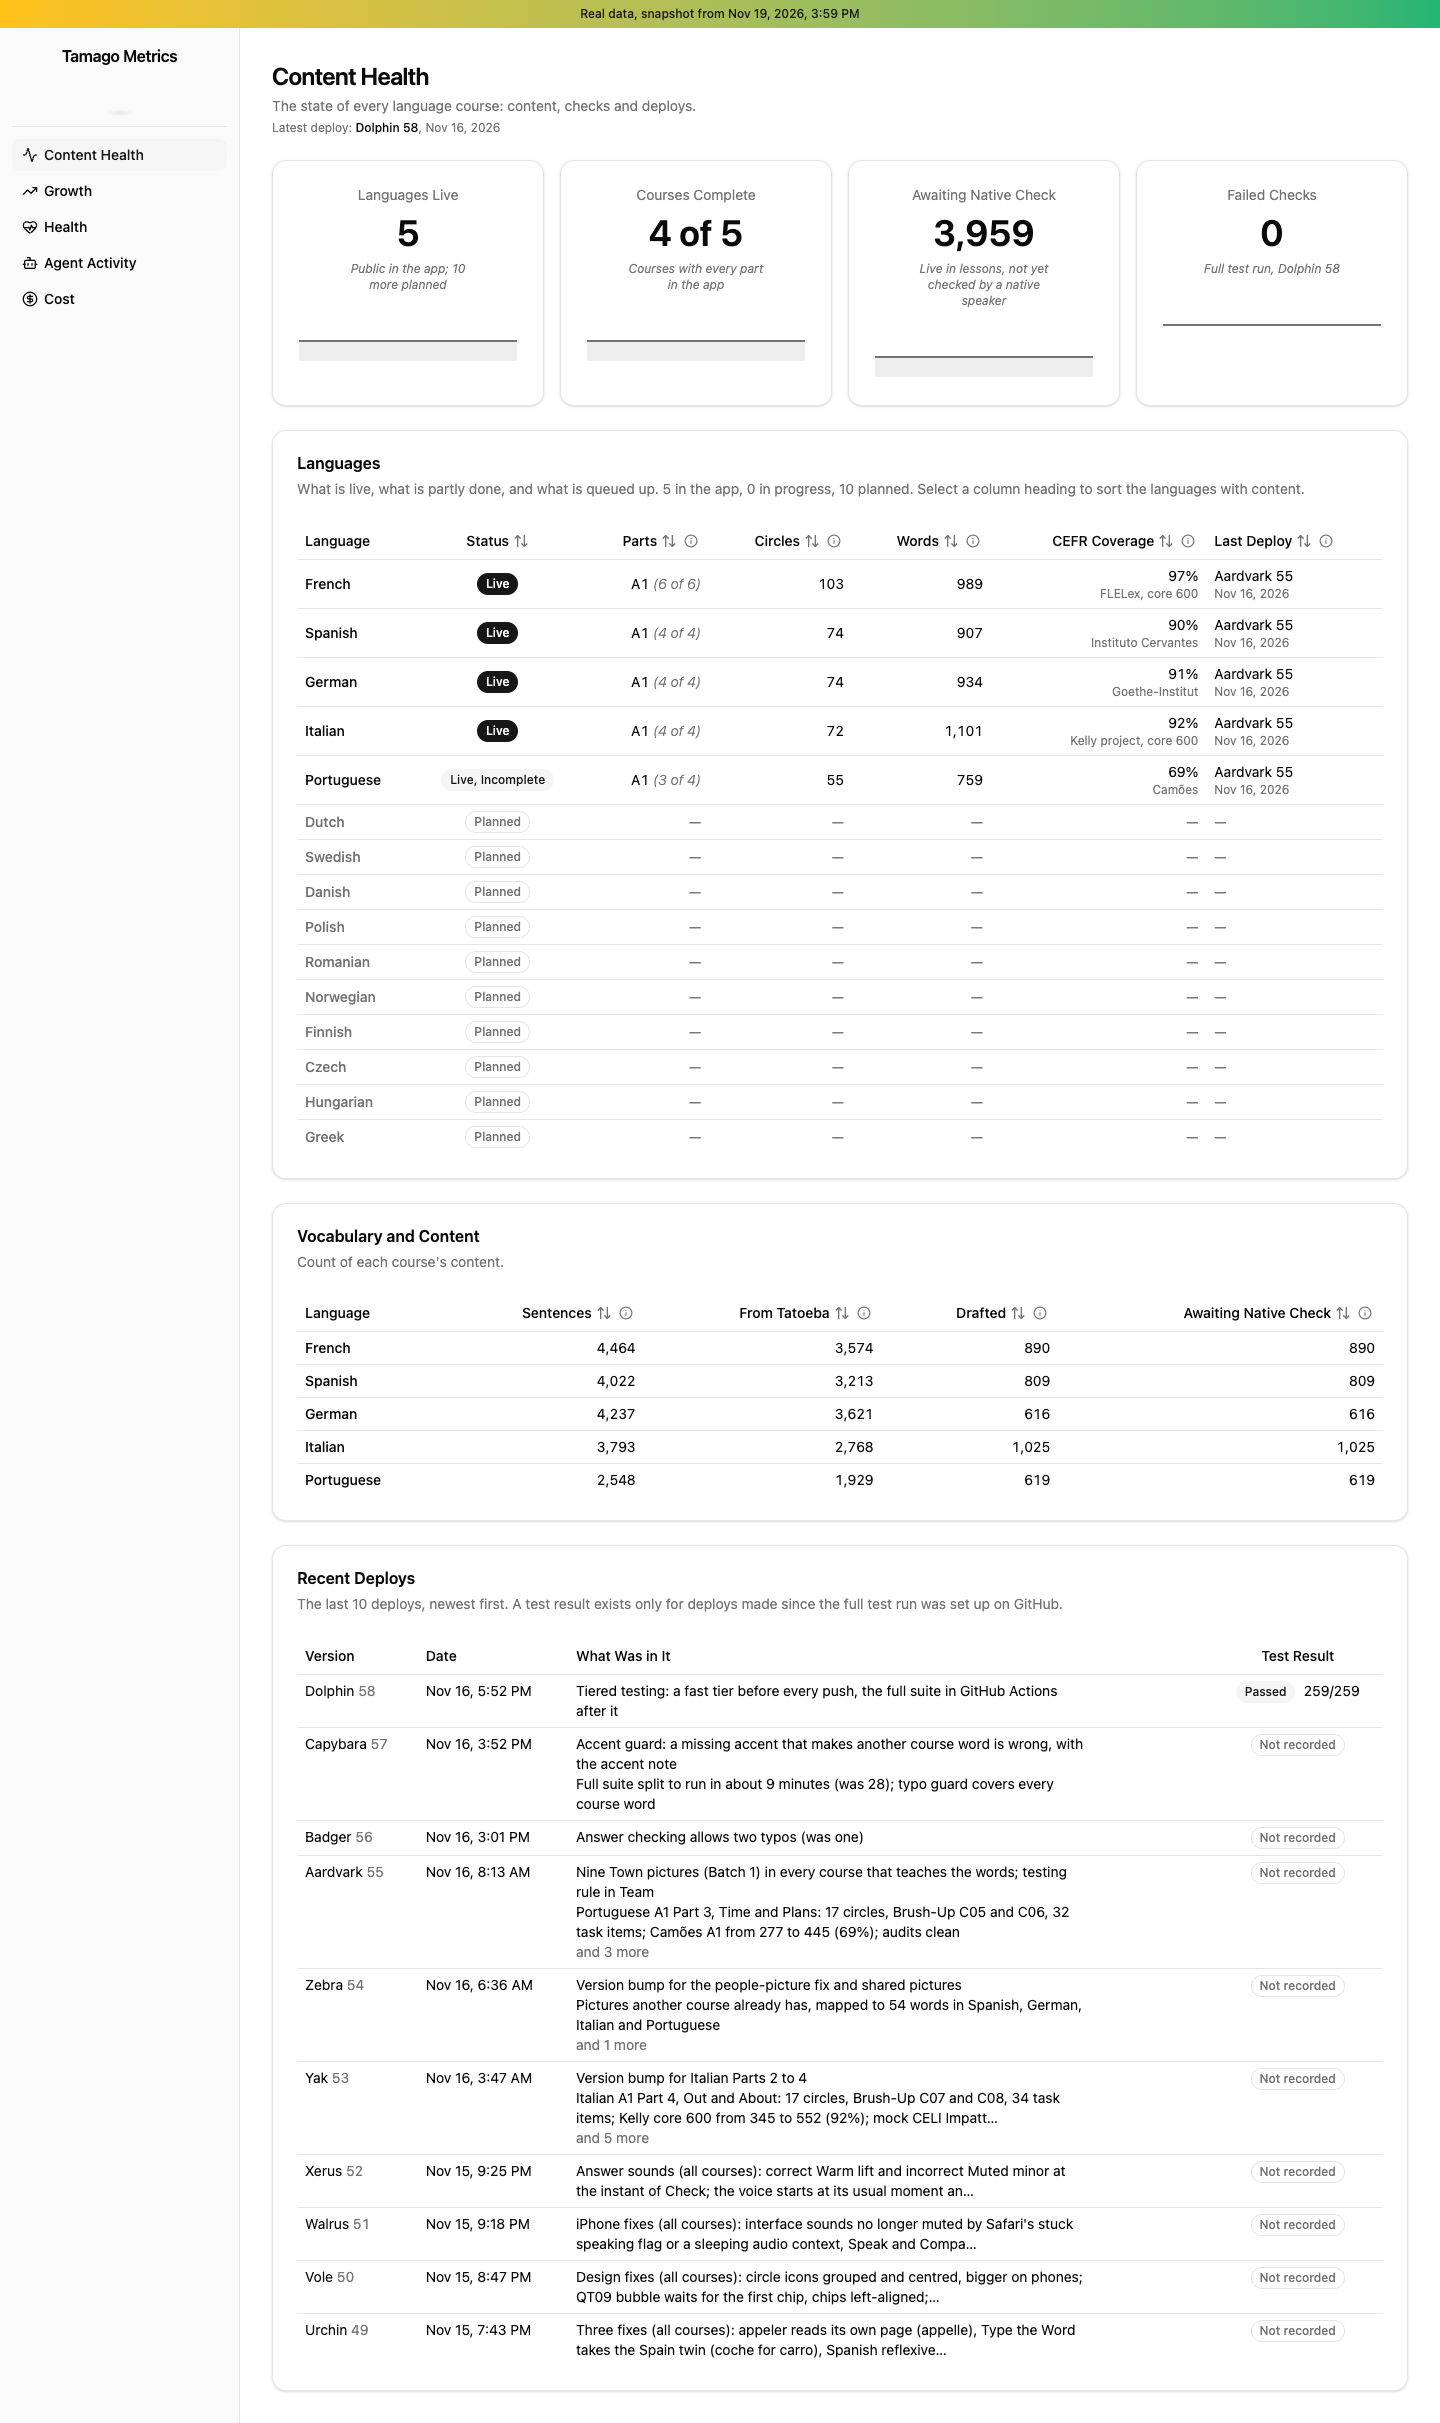 Real data, snapshot from Nov 19, 2026, 3:59 PM
Tamago Metrics
Content Health
Growth
Health
Agent Activity
Cost
Content Health
The state of every language course: content, checks and deploys.
Latest deploy: Dolphin 58, Nov 16, 2026
Languages Live
5
Public in the app; 10
more planned
Courses Complete
4 of 5
Courses with every part
in the app
Awaiting Native Check
3,959
Live in lessons, not yet
checked by a native
speaker
Failed Checks
0
Full test run, Dolphin 58
Languages
What is live, what is partly done, and what is queued up. 5 in the app, 0 in progress, 10 planned. Select a column heading to sort the languages with content.
Language Status Parts Circles Words CEFR Coverage Last Deploy
French Live A1 (6 of 6) 103 989 97% Aardvark 55
FLELex, core 600 Nov 16, 2026
Spanish Live A1 (4 of 4) 74 907 90% Aardvark 55
Instituto Cervantes Nov 16, 2026
German Live A1 (4 of 4) 74 934 91% Aardvark 55
Goethe-Institut Nov 16, 2026
Italian Live A1 (4 of 4) 72 1,101 92% Aardvark 55
Kelly project, core 600 Nov 16, 2026
Portuguese Live, Incomplete A1 (3 of 4) 55 759 69% Aardvark 55
Camões Nov 16, 2026
Dutch Planned — — — — —
Swedish Planned — — — — —
Danish Planned — — — — —
Polish Planned — — — — —
Romanian Planned — — — — —
Norwegian Planned — — — — —
Finnish Planned — — — — —
Czech Planned — — — — —
Hungarian Planned — — — — —
Greek Planned — — — — —
Vocabulary and Content
Count of each course's content.
Language Sentences From Tatoeba Drafted Awaiting Native Check
French 4,464 3,574 890 890
Spanish 4,022 3,213 809 809
German 4,237 3,621 616 616
Italian 3,793 2,768 1,025 1,025
Portuguese 2,548 1,929 619 619
Recent Deploys
The last 10 deploys, newest first. A test result exists only for deploys made since the full test run was set up on GitHub.
Version Date What Was in It Test Result
Dolphin 58 Nov 16, 5:52 PM Tiered testing: a fast tier before every push, the full suite in GitHub Actions Passed 259/259
after it
Capybara 57 Nov 16, 3:52 PM Accent guard: a missing accent that makes another course word is wrong, with Not recorded
the accent note
Full suite split to run in about 9 minutes (was 28); typo guard covers every
course word
Badger 56 Nov 16, 3:01 PM Answer checking allows two typos (was one) Not recorded
Aardvark 55 Nov 16, 8:13 AM Nine Town pictures (Batch 1) in every course that teaches the words; testing Not recorded
rule in Team
Portuguese A1 Part 3, Time and Plans: 17 circles, Brush-Up C05 and C06, 32
task items; Camões A1 from 277 to 445 (69%); audits clean
and 3 more
Zebra 54 Nov 16, 6:36 AM Version bump for the people-picture fix and shared pictures Not recorded
Pictures another course already has, mapped to 54 words in Spanish, German,
Italian and Portuguese
and 1 more
Yak 53 Nov 16, 3:47 AM Version bump for Italian Parts 2 to 4 Not recorded
Italian A1 Part 4, Out and About: 17 circles, Brush-Up C07 and C08, 34 task
items; Kelly core 600 from 345 to 552 (92%); mock CELI Impatt...
and 5 more
Xerus 52 Nov 15, 9:25 PM Answer sounds (all courses): correct Warm lift and incorrect Muted minor at Not recorded
the instant of Check; the voice starts at its usual moment an...
Walrus 51 Nov 15, 9:18 PM iPhone fixes (all courses): interface sounds no longer muted by Safari's stuck Not recorded
speaking flag or a sleeping audio context, Speak and Compa...
Vole 50 Nov 15, 8:47 PM Design fixes (all courses): circle icons grouped and centred, bigger on phones; Not recorded
QT09 bubble waits for the first chip, chips left-aligned;...
Urchin 49 Nov 15, 7:43 PM Three fixes (all courses): appeler reads its own page (appelle), Type the Word Not recorded
takes the Spain twin (coche for carro), Spanish reflexive...